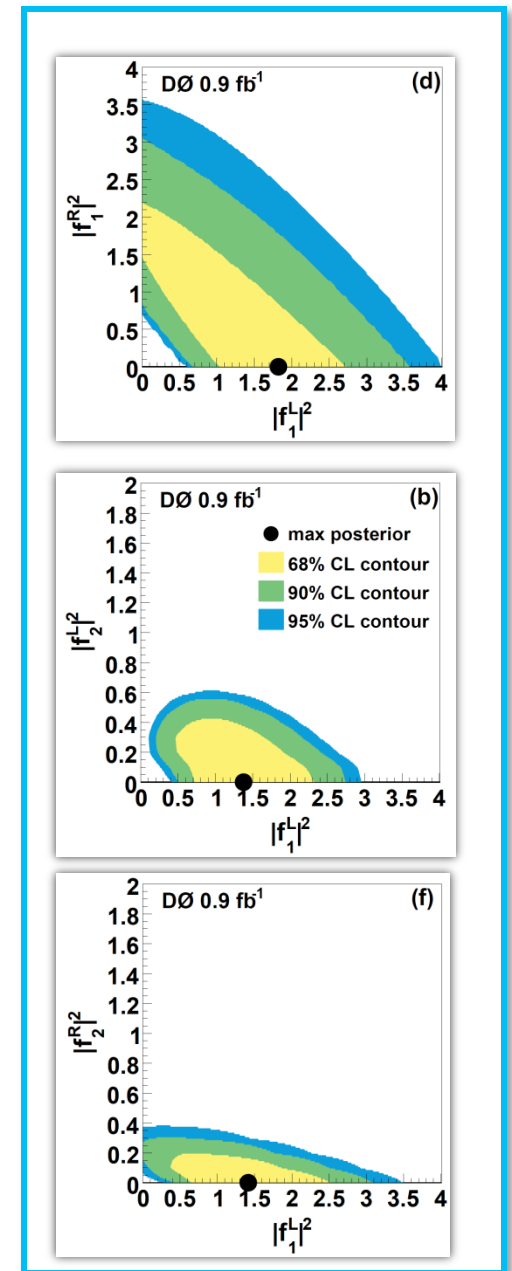 DØ 0.9 fb⁻¹ (d)
4
3.5
3
2.5
2
1.5
1
0.5
0
|f₁ᴿ|²
0 0.5 1 1.5 2 2.5 3 3.5 4
|f₁ᴸ|²
DØ 0.9 fb⁻¹ (b)
max posterior
68% CL contour
90% CL contour
95% CL contour
2
1.8
1.6
1.4
1.2
1
0.8
0.6
0.4
0.2
0
|f₂ᴸ|²
0 0.5 1 1.5 2 2.5 3 3.5 4
|f₁ᴸ|²
DØ 0.9 fb⁻¹ (f)
2
1.8
1.6
1.4
1.2
1
0.8
0.6
0.4
0.2
0
|f₂ᴿ|²
0 0.5 1 1.5 2 2.5 3 3.5 4
|f₁ᴸ|²